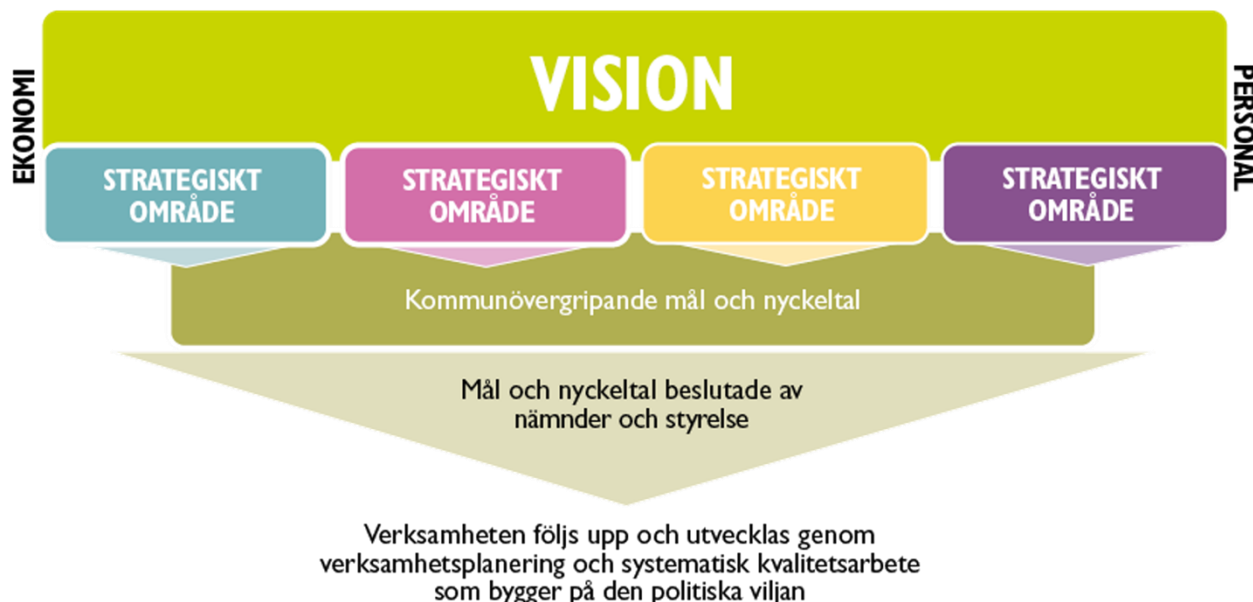 EKONOMI
VISION
PERSONAL
STRATEGISKT
OMRÅDE
STRATEGISKT
OMRÅDE
STRATEGISKT
OMRÅDE
STRATEGISKT
OMRÅDE
Kommunövergripande mål och nyckeltal
Mål och nyckeltal beslutade av
nämnder och styrelse
Verksamheten följs upp och utvecklas genom
verksamhetsplanering och systematisk kvalitetsarbete
som bygger på den politiska viljan